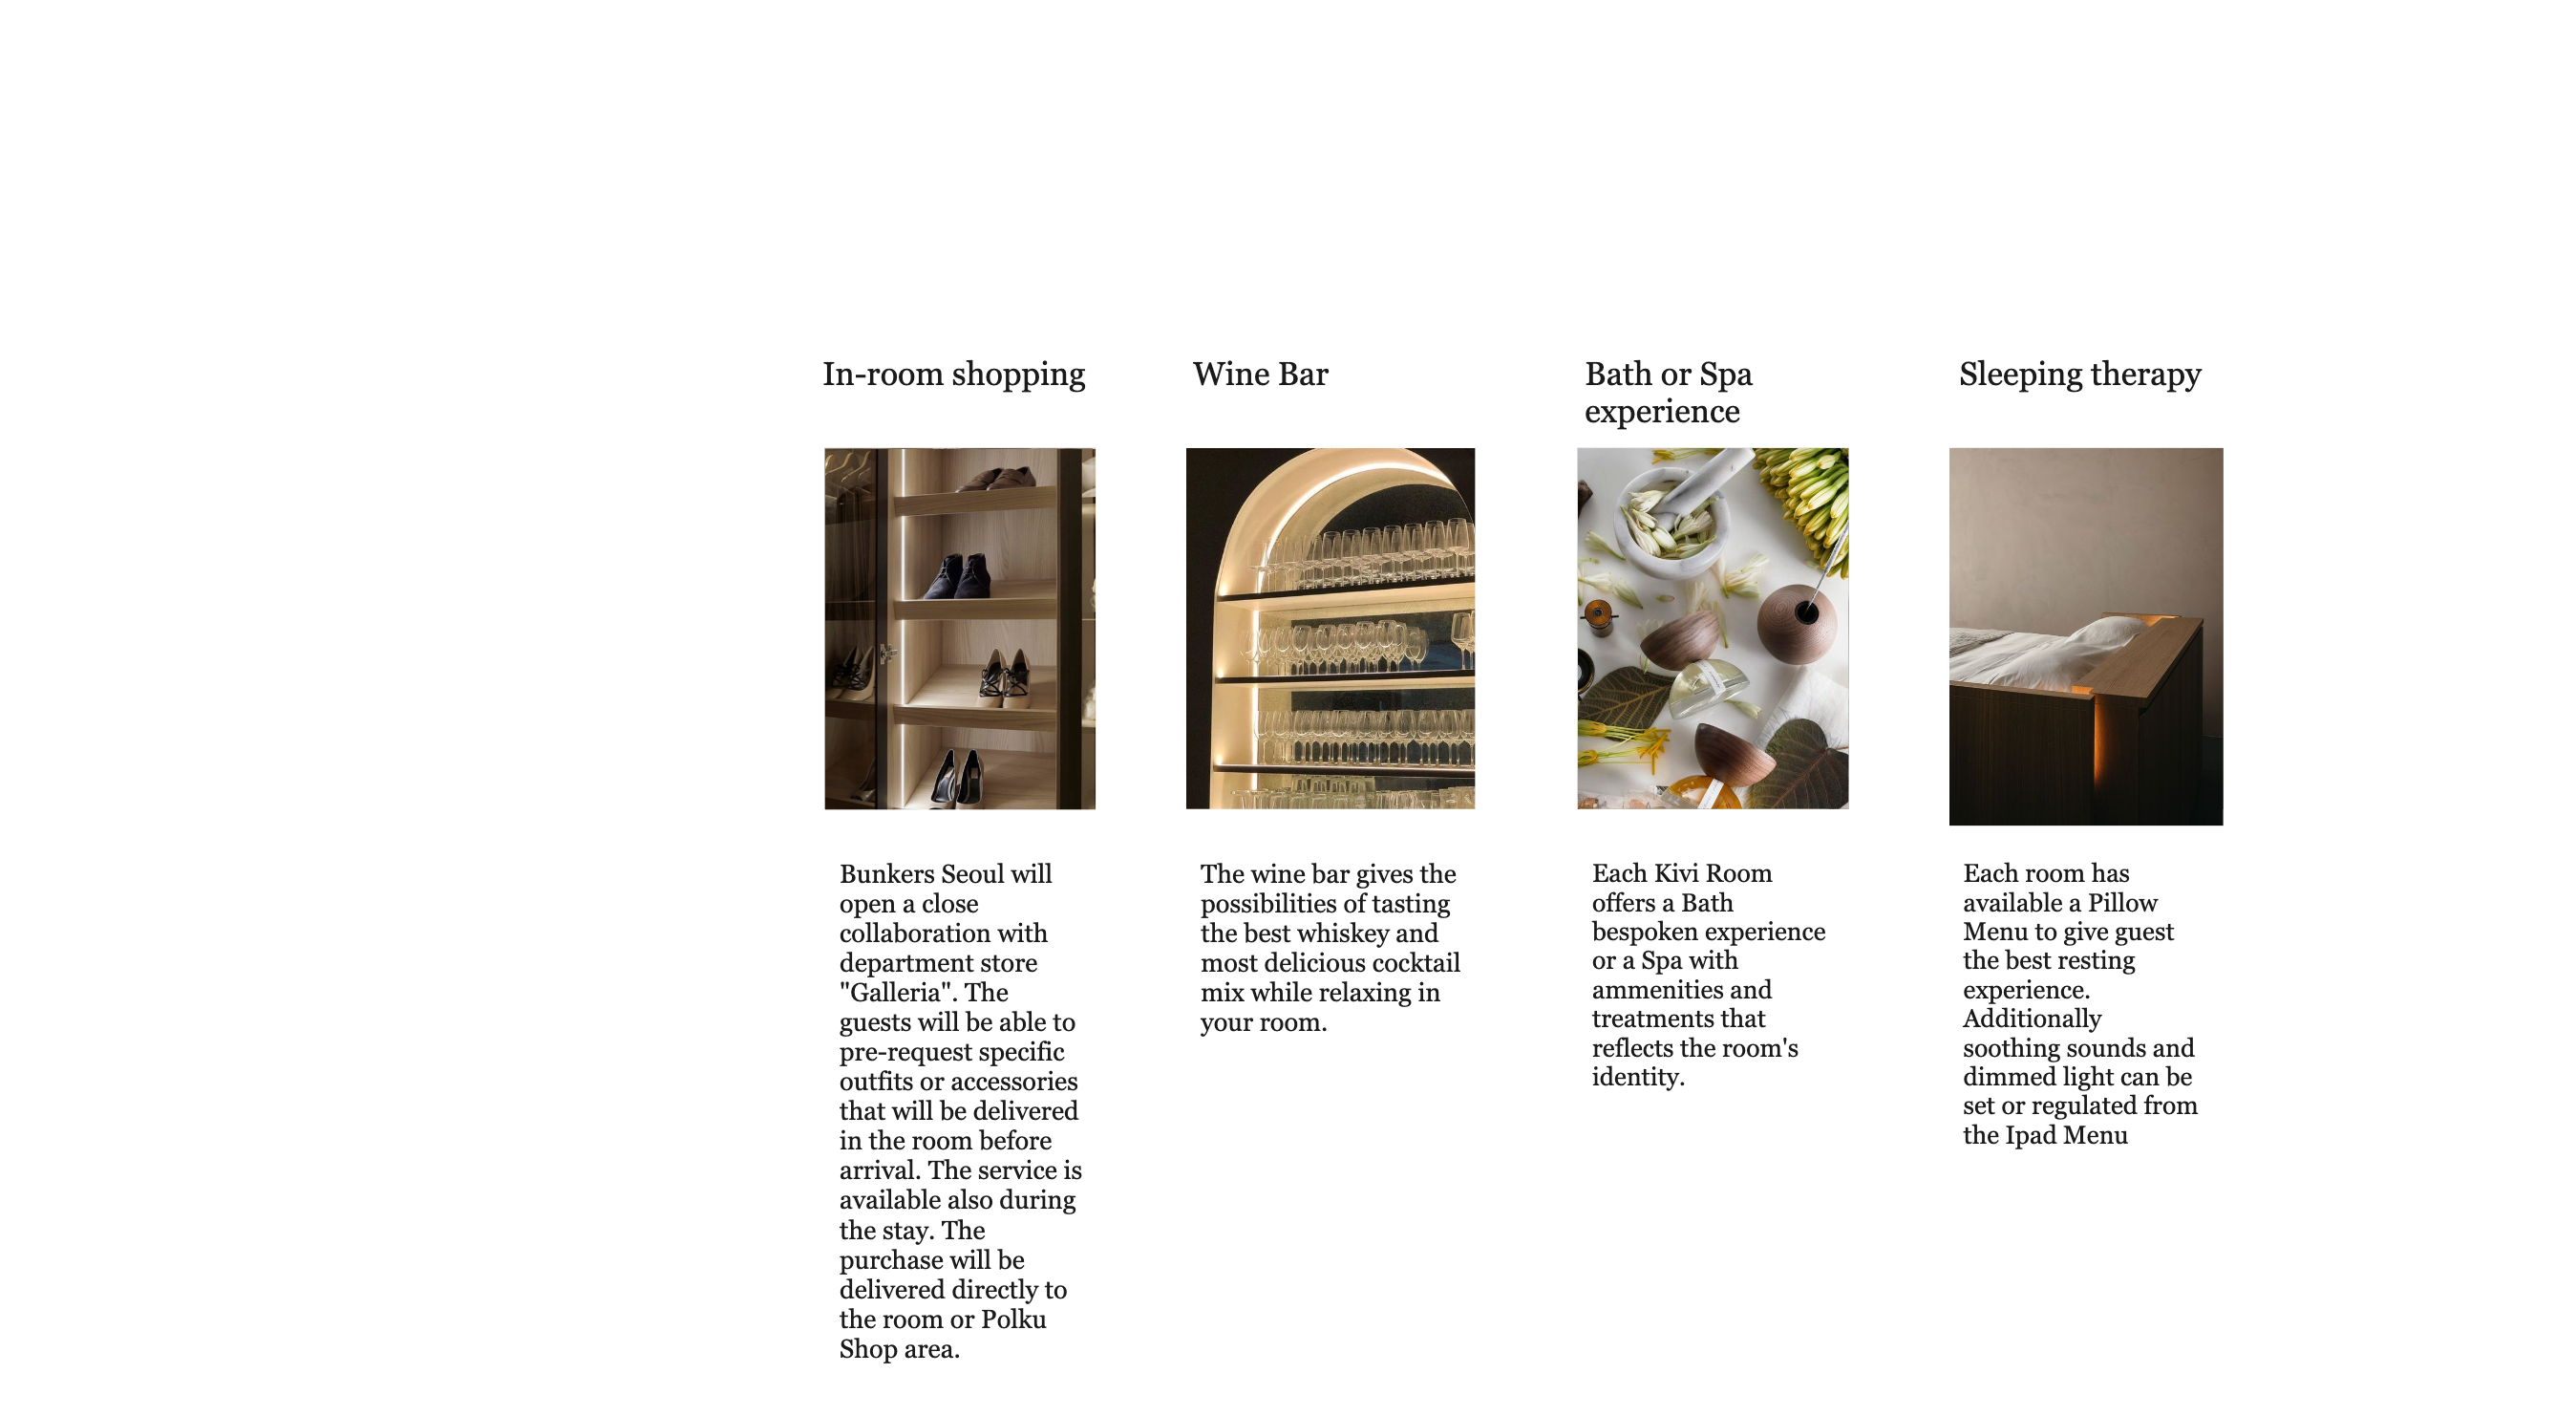 In-room shopping
Bunkers Seoul will
open a close
collaboration with
department store
"Galleria". The
guests will be able to
pre-request specific
outfits or accessories
that will be delivered
in the room before
arrival. The service is
available also during
the stay. The
purchase will be
delivered directly to
the room or Polku
Shop area.
Wine Bar
The wine bar gives the
possibilities of tasting
the best whiskey and
most delicious cocktail
mix while relaxing in
your room.
Bath or Spa
experience
Each Kivi Room
offers a Bath
bespoken experience
or a Spa with
ammenities and
treatments that
reflects the room's
identity.
Sleeping therapy
Each room has
available a Pillow
Menu to give guest
the best resting
experience.
Additionally
soothing sounds and
dimmed light can be
set or regulated from
the Ipad Menu